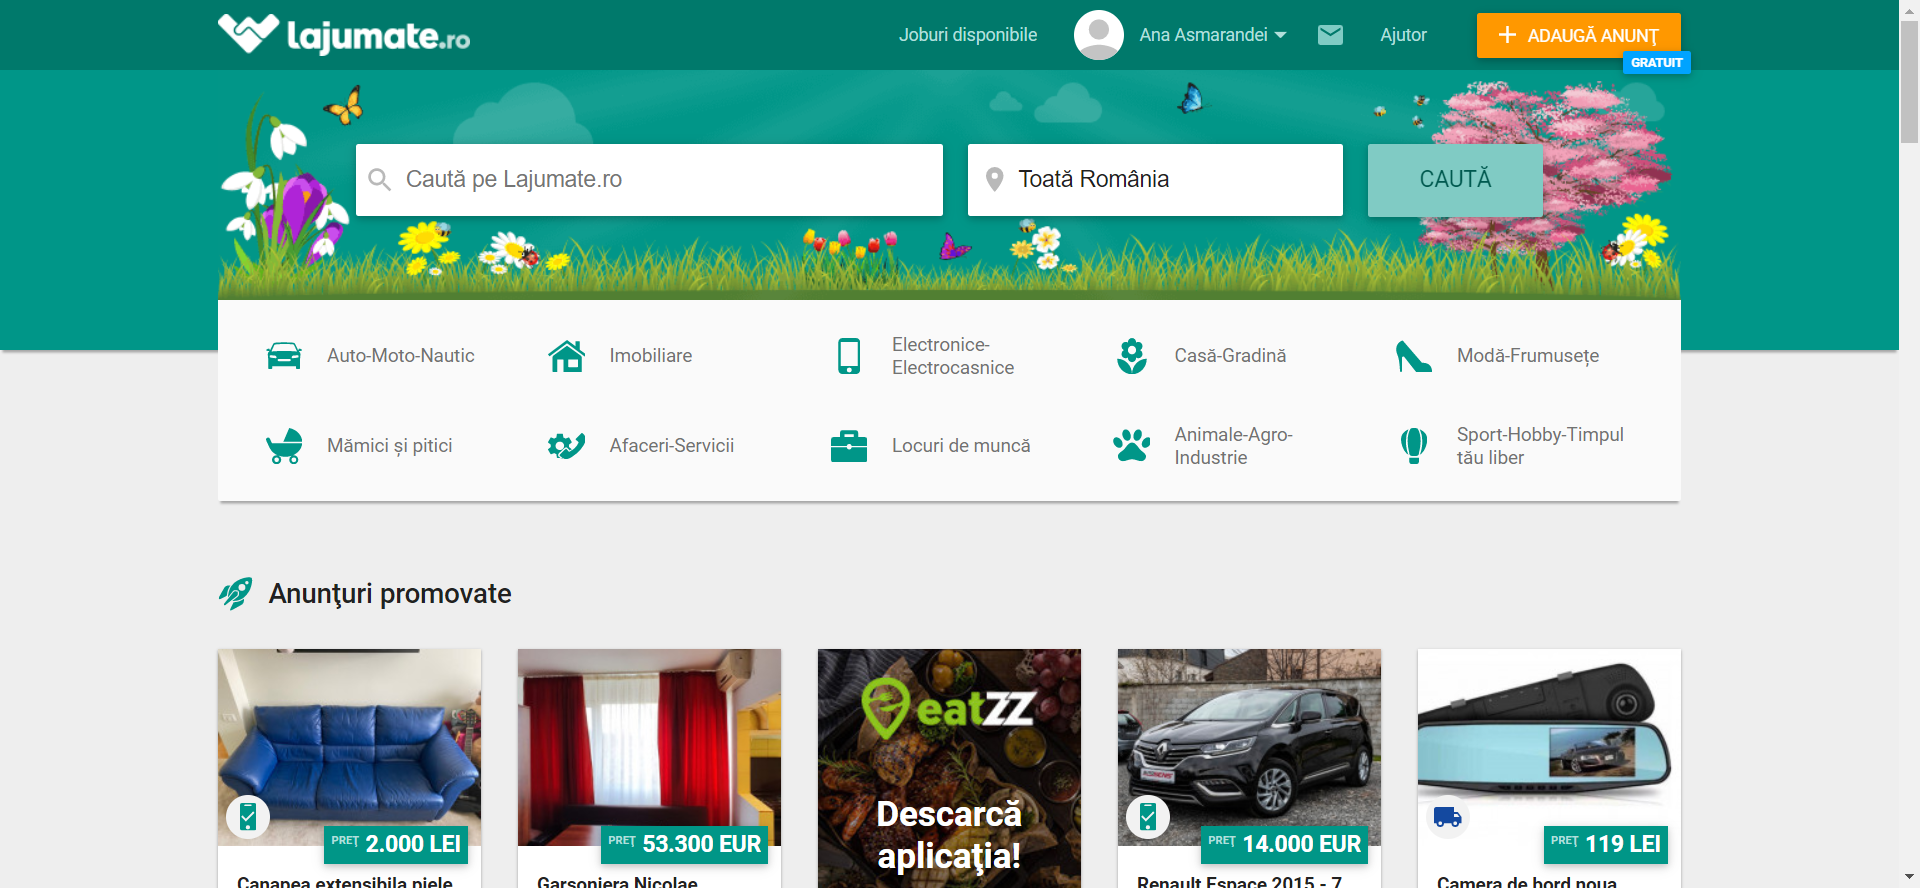 lajumate.ro
Joburi disponibile
Ana Asmarandei
Ajutor
ADAUGĂ ANUNŢ
GRATUIT
Caută pe Lajumate.ro
Toată România
CAUTĂ
Auto-Moto-Nautic
Imobiliare
Electronice-
Electrocasnice
Casă-Gradină
Modă-Frumusețe
Mămici și pitici
Afaceri-Servicii
Locuri de muncă
Animale-Agro-
Industrie
Sport-Hobby-Timpul
tău liber
Anunţuri promovate
PREŢ 2.000 LEI
Canapea extensibila piele
PREŢ 53.300 EUR
Garsoniera Nicolae
eatzz
Descarcă
aplicaţia!
PREŢ 14.000 EUR
Renault Espace 2015 - 7
PREŢ 119 LEI
Camera de bord noua